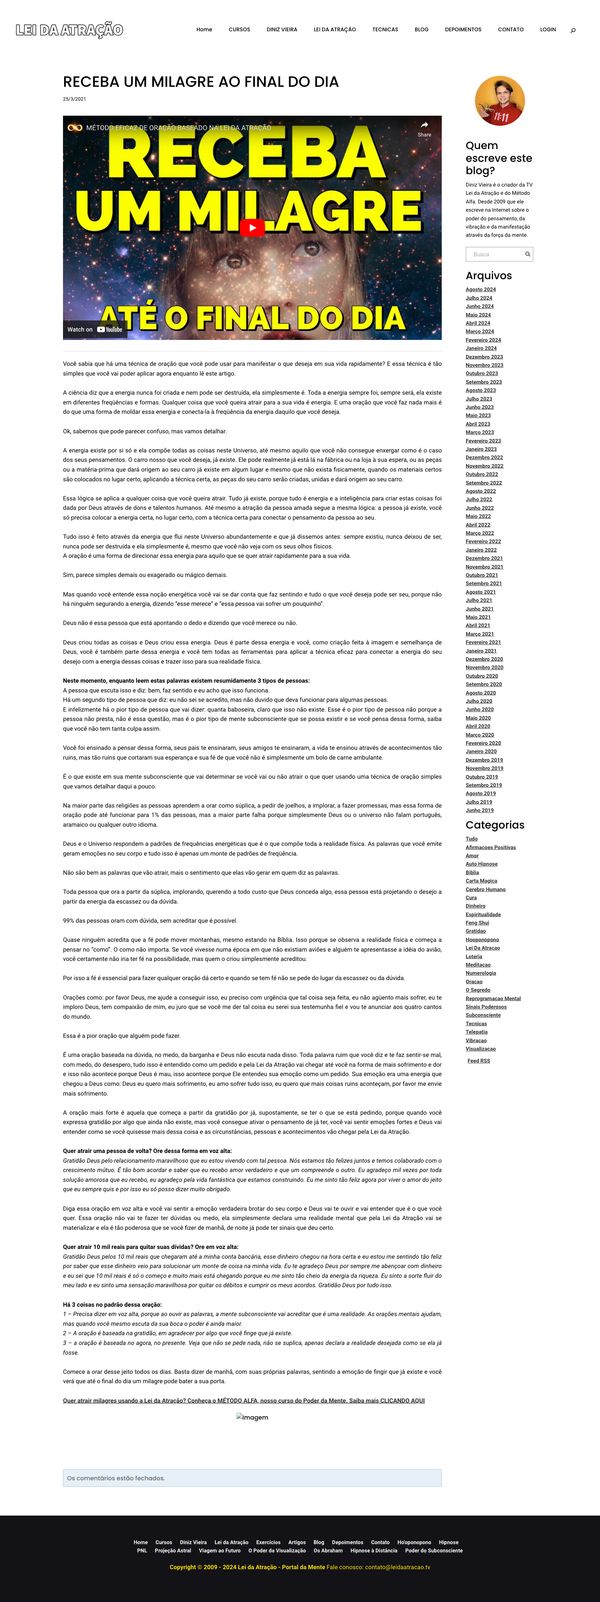 LEI DA ATRAÇÃO
Home CURSOS DINIZ VIEIRA LEI DA ATRAÇÃO TECNICAS BLOG DEPOIMENTOS CONTATO LOGIN
RECEBA UM MILAGRE AO FINAL DO DIA
25/3/2021
MÉTODO EFICAZ DE ORAÇÃO BASEADO NA LEI DA ATRAÇÃO
Share
RECEBA
UM MILAGRE
ATÉ O FINAL DO DIA
Watch on YouTube
Você sabia que há uma técnica de oração que você pode usar para manifestar o que deseja em sua vida rapidamente? E essa técnica é tão
simples que você vai poder aplicar agora enquanto lê este artigo.
A ciência diz que a energia nunca foi criada e nem pode ser destruída, ela simplesmente é. Toda a energia sempre foi, sempre será, ela existe
em diferentes freqüências e formas. Qualquer coisa que você queira atrair para a sua vida é energia. E uma oração que você faz nada mais é
do que uma forma de moldar essa energia e conecta-la à freqüência da energia daquilo que você deseja.
Ok, sabemos que pode parecer confuso, mas vamos detalhar.
A energia existe por si só e ela compõe todas as coisas neste Universo, até mesmo aquilo que você não consegue enxergar como é o caso
dos seus pensamentos. O carro nosso que você deseja, já existe. Ele pode realmente já está lá na fábrica ou na loja à sua espera, ou as peças
ou a matéria-prima que dará origem ao seu carro já existe em algum lugar e mesmo que não exista fisicamente, quando os materiais certos
são colocados no lugar certo, aplicando a técnica certa, as peças do seu carro serão criadas, unidas e dará origem ao seu carro.
Essa lógica se aplica a qualquer coisa que você queira atrair. Tudo já existe, porque tudo é energia e a inteligência para criar estas coisas foi
dada por Deus através de dons e talentos humanos. Até mesmo a atração da pessoa amada segue a mesma lógica: a pessoa já existe, você
só precisa colocar a energia certa, no lugar certo, com a técnica certa para conectar o pensamento da pessoa ao seu.
Tudo isso é feito através da energia que flui neste Universo abundantemente e que já dissemos antes: sempre existiu, nunca deixou de ser,
nunca pode ser destruída e ela simplesmente é, mesmo que você não veja com os seus olhos físicos.
A oração é uma forma de direcionar essa energia para aquilo que se quer atrair rapidamente para a sua vida.
Sim, parece simples demais ou exagerado ou mágico demais.
Mas quando você entende essa noção energética você vai se dar conta que faz sentindo e tudo o que você deseja pode ser seu, porque não
há ninguém segurando a energia, dizendo "esse merece" e "essa pessoa vai sofrer um pouquinho".
Deus não é essa pessoa que está apontando o dedo e dizendo que você merece ou não.
Deus criou todas as coisas e Deus criou essa energia. Deus é parte dessa energia e você, como criação feita à imagem e semelhança de
Deus, você é também parte dessa energia e você tem todas as ferramentas para aplicar a técnica eficaz para conectar a energia do seu
desejo com a energia dessas coisas e trazer isso para sua realidade física.
Neste momento, enquanto leem estas palavras existem resumidamente 3 tipos de pessoas:
A pessoa que escuta isso e diz: bem, faz sentido e eu acho que isso funciona.
Há um segundo tipo de pessoa que diz: eu não sei se acredito, mas não duvido que deva funcionar para algumas pessoas.
E infelizmente há o pior tipo de pessoa que vai dizer: quanta baboseira, claro que isso não existe. Esse é o pior tipo de pessoa não porque a
pessoa não presta, não é essa questão, mas é o pior tipo de mente subconsciente que se possa existir e se você pensa dessa forma, saiba
que você não tem tanta culpa assim.
Você foi ensinado a pensar dessa forma, seus pais te ensinaram, seus amigos te ensinaram, a vida te ensinou através de acontecimentos tão
ruins, mas tão ruins que cortaram sua esperança e sua fé de que você não é simplesmente um bolo de carne ambulante.
É o que existe em sua mente subconsciente que vai determinar se você vai ou não atrair o que quer usando uma técnica de oração simples
que vamos detalhar daqui a pouco.
Na maior parte das religiões as pessoas aprendem a orar como súplica, a pedir de joelhos, a implorar, a fazer promessas, mas essa forma de
oração pode até funcionar para 1% das pessoas, mas a maior parte falha porque simplesmente Deus ou o universo não falam português,
aramaico ou qualquer outro idioma.
Deus e o Universo respondem a padrões de frequências energéticas que é o que compõe toda a realidade física. As palavras que você emite
geram emoções no seu corpo e tudo isso é apenas um monte de padrões de freqüência.
Não são bem as palavras que vão atrair, mais o sentimento que elas vão gerar em quem diz as palavras.
Toda pessoa que ora a partir da súplica, implorando, querendo a todo custo que Deus conceda algo, essa pessoa está projetando o desejo a
partir da energia da escassez ou da dúvida.
99% das pessoas oram com dúvida, sem acreditar que é possível.
Quase ninguém acredita que a fé pode mover montanhas, mesmo estando na Bíblia. Isso porque se observa a realidade física e começa a
pensar no "como". O como não importa. Se você vivesse numa época em que não existiam aviões e alguém te apresentasse a idéia do avião,
você certamente não iria ter fé na possibilidade, mas quem o criou simplesmente acreditou.
Por isso a fé é essencial para fazer qualquer oração dá certo e quando se tem fé não se pede do lugar da escassez ou da dúvida.
Orações como: por favor Deus, me ajude a conseguir isso, eu preciso com urgência que tal coisa seja feita, eu não agüento mais sofrer, eu te
imploro Deus, tem compaixão de mim, eu juro que se você me der tal coisa eu serei sua testemunha fiel e vou te anunciar aos quatro cantos
do mundo.
Essa é a pior oração que alguém pode fazer.
É uma oração baseada na dúvida, no medo, da barganha e Deus não escuta nada disso. Toda palavra ruim que você diz e te faz sentir-se mal,
com medo, do desespero, tudo isso é entendido como um pedido e pela Lei da Atração vai chegar até você na forma de mais sofrimento e dor
e isso não acontece porque Deus é mau, isso acontece porque Ele entendeu sua emoção como um pedido. Sua emoção era uma energia que
chegou a Deus como: Deus eu quero mais sofrimento, eu amo sofrer tudo isso, eu quero que mais coisas ruins aconteçam, por favor me envie
mais sofrimento.
A oração mais forte é aquela que começa a partir da gratidão por já, supostamente, se ter o que se está pedindo, porque quando você
expressa gratidão por algo que ainda não existe, mas você consegue ativar o pensamento de já ter, você vai sentir emoções fortes e Deus vai
entender como se você quisesse mais dessa coisa e as circunstâncias, pessoas e acontecimentos vão chegar pela Lei da Atração.
Quer atrair uma pessoa de volta? Ore dessa forma em voz alta:
Gratidão Deus pelo relacionamento maravilhoso que eu estou vivendo com tal pessoa. Nós estamos tão felizes juntos e temos colaborado com o
crescimento mútuo. É tão bom acordar e saber que eu recebo amor verdadeiro e que um compreende o outro. Eu agradeço mil vezes por toda
solução amorosa que eu recebo, eu agradeço pela vida fantástica que estamos construindo. Eu me sinto tão feliz agora por viver o amor do jeito
que eu sempre quis e por isso eu só posso dizer muito obrigado.
Diga essa oração em voz alta e você vai sentir a emoção verdadeira brotar do seu corpo e Deus vai te ouvir e vai entender que é o que você
quer. Essa oração não vai te fazer ter dúvidas ou medo, ela simplesmente declara uma realidade mental que pela Lei da Atração vai se
materializar e ela é tão poderosa que se você fizer de manhã, de noite já pode ter sinais que deu certo.
Quer atrair 10 mil reais para quitar suas dívidas? Ore em voz alta:
Gratidão Deus pelos 10 mil reais que chegaram até a minha conta bancária, esse dinheiro chegou na hora certa e eu estou me sentindo tão feliz
por saber que esse dinheiro veio para solucionar um monte de coisa na minha vida. Eu te agradeço Deus por sempre me abençoar com dinheiro
e eu sei que 10 mil reais é só o começo e muito mais está chegando porque eu me sinto tão cheio da energia da riqueza. Eu sinto a sorte fluir do
meu lado e eu sinto uma sensação maravilhosa por quitar os débitos e cumprir os meus acordos. Gratidão Deus por tudo isso.
Há 3 coisas no padrão dessa oração:
1 – Precisa dizer em voz alta, porque ao ouvir as palavras, a mente subconsciente vai acreditar que é uma realidade. As orações mentais ajudam,
mas quando você mesmo escuta da sua boca o poder é ainda maior.
2 – A oração é baseada na gratidão, em agradecer por algo que você finge que já existe.
3 – a oração é baseada no agora, no presente. Veja que não se pede nada, não se suplica, apenas declara a realidade desejada como se ela já
fosse.
Comece a orar desse jeito todos os dias. Basta dizer de manhã, com suas próprias palavras, sentindo a emoção de fingir que já existe e você
verá que até o final do dia um milagre pode bater a sua porta.
Quer atrair milagres usando a Lei da Atração? Conheça o MÉTODO ALFA, nosso curso do Poder da Mente. Saiba mais CLICANDO AQUI
Imagem
Os comentários estão fechados.
11:11
Quem
escreve este
blog?
Diniz Vieira é o criador da TV
Lei da Atração e do Método
Alfa. Desde 2009 que ele
escreve na Internet sobre o
poder do pensamento, da
vibração e da manifestação
através da força da mente.
Busca
Arquivos
Agosto 2024
Julho 2024
Junho 2024
Maio 2024
Abril 2024
Março 2024
Fevereiro 2024
Janeiro 2024
Dezembro 2023
Novembro 2023
Outubro 2023
Setembro 2023
Agosto 2023
Julho 2023
Junho 2023
Maio 2023
Abril 2023
Março 2023
Fevereiro 2023
Janeiro 2023
Dezembro 2022
Novembro 2022
Outubro 2022
Setembro 2022
Agosto 2022
Julho 2022
Junho 2022
Maio 2022
Abril 2022
Março 2022
Fevereiro 2022
Janeiro 2022
Dezembro 2021
Novembro 2021
Outubro 2021
Setembro 2021
Agosto 2021
Julho 2021
Junho 2021
Maio 2021
Abril 2021
Março 2021
Fevereiro 2021
Janeiro 2021
Dezembro 2020
Novembro 2020
Outubro 2020
Setembro 2020
Agosto 2020
Julho 2020
Junho 2020
Maio 2020
Abril 2020
Março 2020
Fevereiro 2020
Janeiro 2020
Dezembro 2019
Novembro 2019
Outubro 2019
Setembro 2019
Agosto 2019
Julho 2019
Junho 2019
Categorias
Tudo
Afirmacoes Positivas
Amor
Auto Hipnose
Bíblia
Carta Magica
Cerebro Humano
Cura
Dinheiro
Espiritualidade
Feng Shui
Gratidao
Hooponopono
Lei Da Atracao
Loteria
Meditacao
Numerologia
Oracao
O Segredo
Reprogramacao Mental
Sinais Poderosos
Subconsciente
Tecnicas
Telepatia
Vibracao
Visualizacao
Feed RSS
Home Cursos Diniz Vieira Lei da Atração Exercícios Artigos Blog Depoimentos Contato Ho'oponopono Hipnose
PNL Projeção Astral Viagem ao Futuro O Poder da Visualização Os Abraham Hipnose à Distância Poder do Subconsciente
Copyright © 2009 - 2024 Lei da Atração - Portal da Mente Fale conosco: contato@leidaatracao.tv